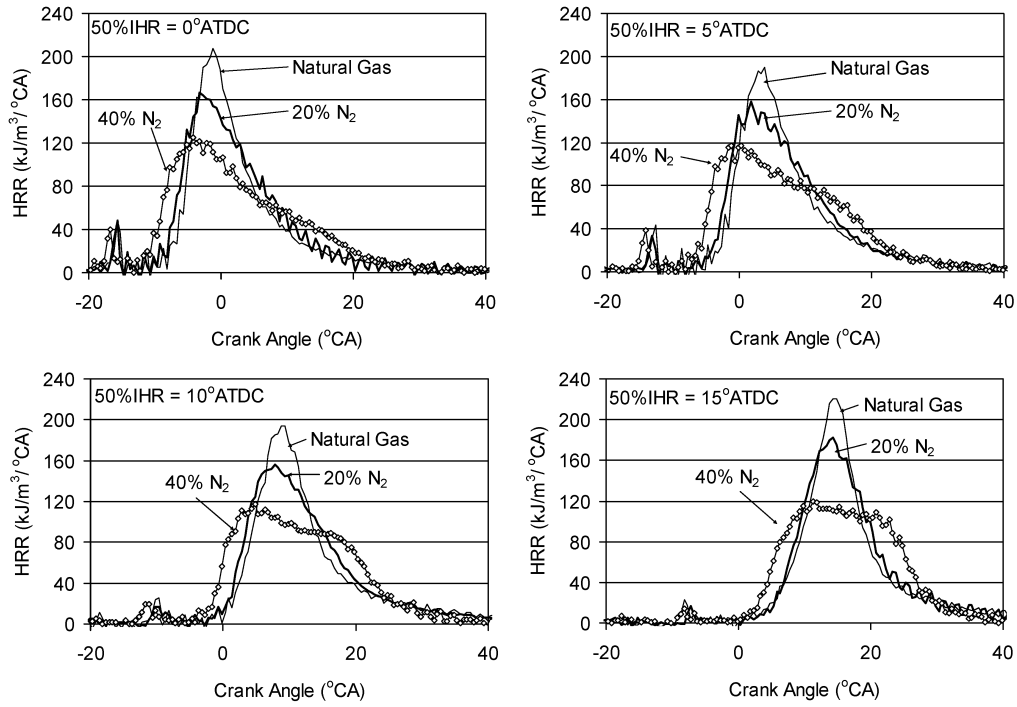 50%IHR = 0°ATDC
HRR (kJ/m³/°CA)
240
200
160
120
80
40
0
Natural Gas
20% N₂
40% N₂
-20
0
20
40
Crank Angle (°CA)
50%IHR = 5°ATDC
HRR (kJ/m³/°CA)
240
200
160
120
80
40
0
Natural Gas
20% N₂
40% N₂
-20
0
20
40
Crank Angle (°CA)
50%IHR = 10°ATDC
HRR (kJ/m³/°CA)
240
200
160
120
80
40
0
Natural Gas
20% N₂
40% N₂
-20
0
20
40
Crank Angle (°CA)
50%IHR = 15°ATDC
HRR (kJ/m³/°CA)
240
200
160
120
80
40
0
Natural Gas
20% N₂
40% N₂
-20
0
20
40
Crank Angle (°CA)